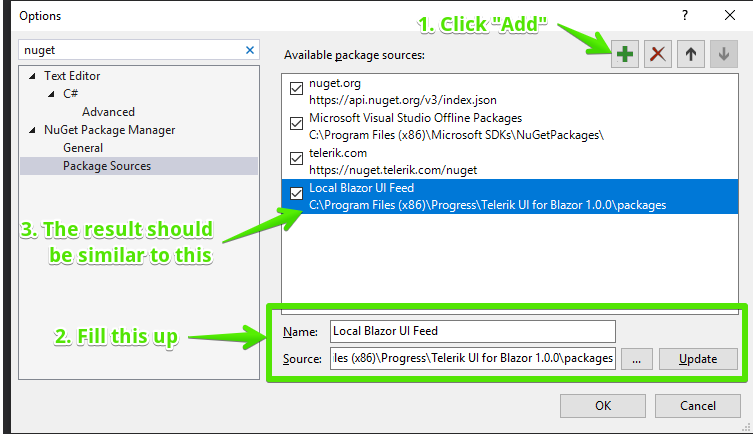 Options
? ×
1. Click "Add"
nuget ×
Text Editor
C#
Advanced
NuGet Package Manager
General
Package Sources
Available package sources:
nuget.org
https://api.nuget.org/v3/index.json
Microsoft Visual Studio Offline Packages
C:\Program Files (x86)\Microsoft SDKs\NuGetPackages\
telerik.com
https://nuget.telerik.com/nuget
Local Blazor UI Feed
C:\Program Files (x86)\Progress\Telerik UI for Blazor 1.0.0\packages
3. The result should
be similar to this
2. Fill this up
Name: Local Blazor UI Feed
Source: iles (x86)\Progress\Telerik UI for Blazor 1.0.0\packages ... Update
OK Cancel